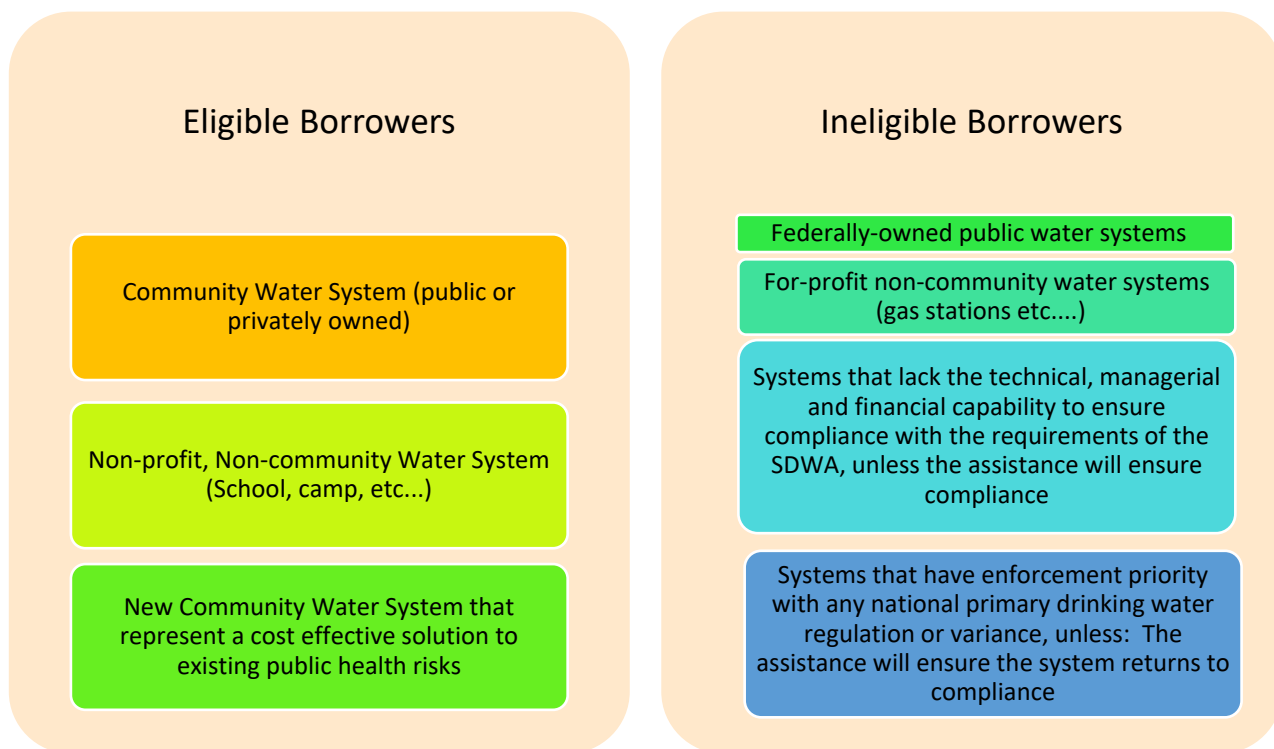 Eligible Borrowers
Community Water System (public or
privately owned)
Non-profit, Non-community Water System
(School, camp, etc...)
New Community Water System that
represent a cost effective solution to
existing public health risks
Ineligible Borrowers
Federally-owned public water systems
For-profit non-community water systems
(gas stations etc....)
Systems that lack the technical, managerial
and financial capability to ensure
compliance with the requirements of the
SDWA, unless the assistance will ensure
compliance
Systems that have enforcement priority
with any national primary drinking water
regulation or variance, unless:  The
assistance will ensure the system returns to
compliance